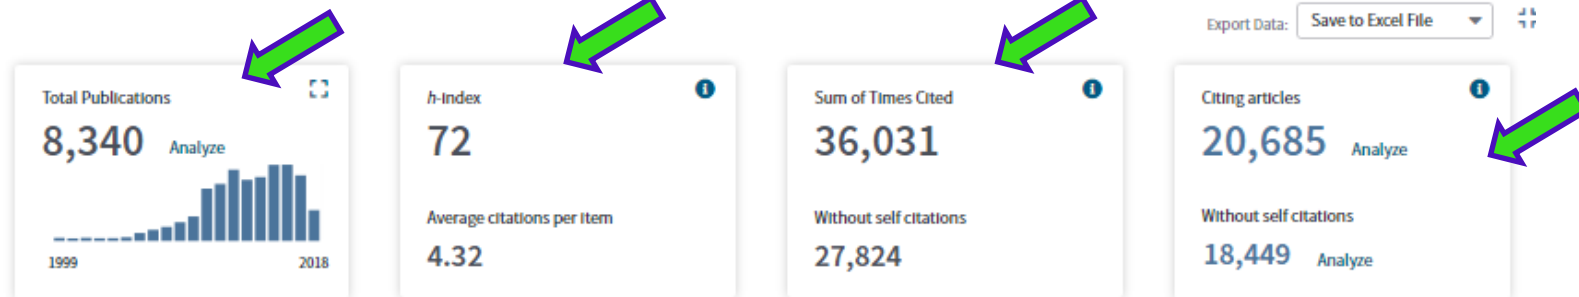 Export Data: Save to Excel File
Total Publications
8,340 Analyze
1999 2018
h-index
72
Average citations per item
4.32
Sum of Times Cited
36,031
Without self citations
27,824
Citing articles
20,685 Analyze
Without self citations
18,449 Analyze